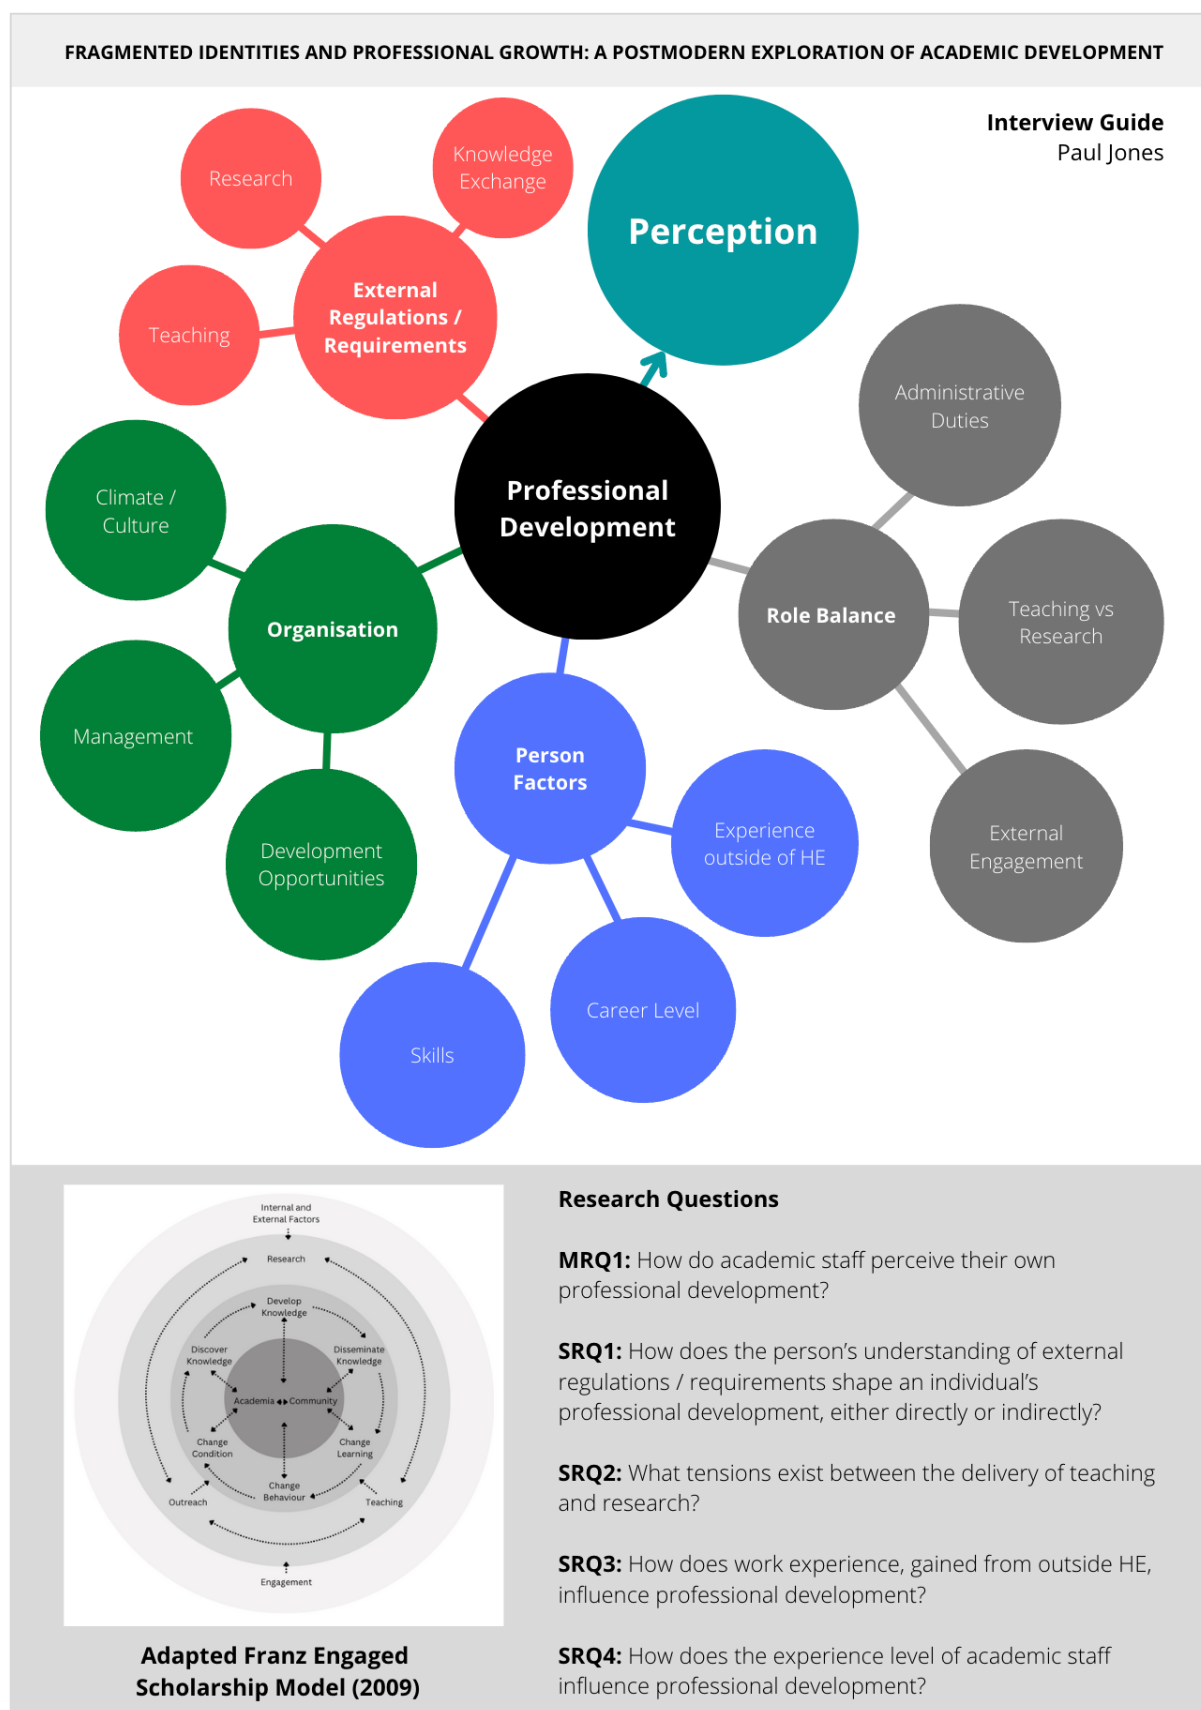 FRAGMENTED IDENTITIES AND PROFESSIONAL GROWTH: A POSTMODERN EXPLORATION OF ACADEMIC DEVELOPMENT
Interview Guide
Paul Jones
Research
Knowledge
Exchange
Perception
External
Regulations /
Requirements
Teaching
Administrative
Duties
Climate /
Culture
Professional
Development
Organisation
Role Balance
Teaching vs
Research
Management
Person
Factors
Development
Opportunities
Experience
outside of HE
External
Engagement
Career Level
Skills
Internal and
External Factors
Research
Develop
Knowledge
Discover
Knowledge
Disseminate
Knowledge
Academia
Community
Change
Condition
Change
Learning
Change
Behaviour
Outreach
Teaching
Engagement
Adapted Franz Engaged
Scholarship Model (2009)
Research Questions
MRQ1: How do academic staff perceive their own
professional development?
SRQ1: How does the person's understanding of external
regulations / requirements shape an individual's
professional development, either directly or indirectly?
SRQ2: What tensions exist between the delivery of teaching
and research?
SRQ3: How does work experience, gained from outside HE,
influence professional development?
SRQ4: How does the experience level of academic staff
influence professional development?